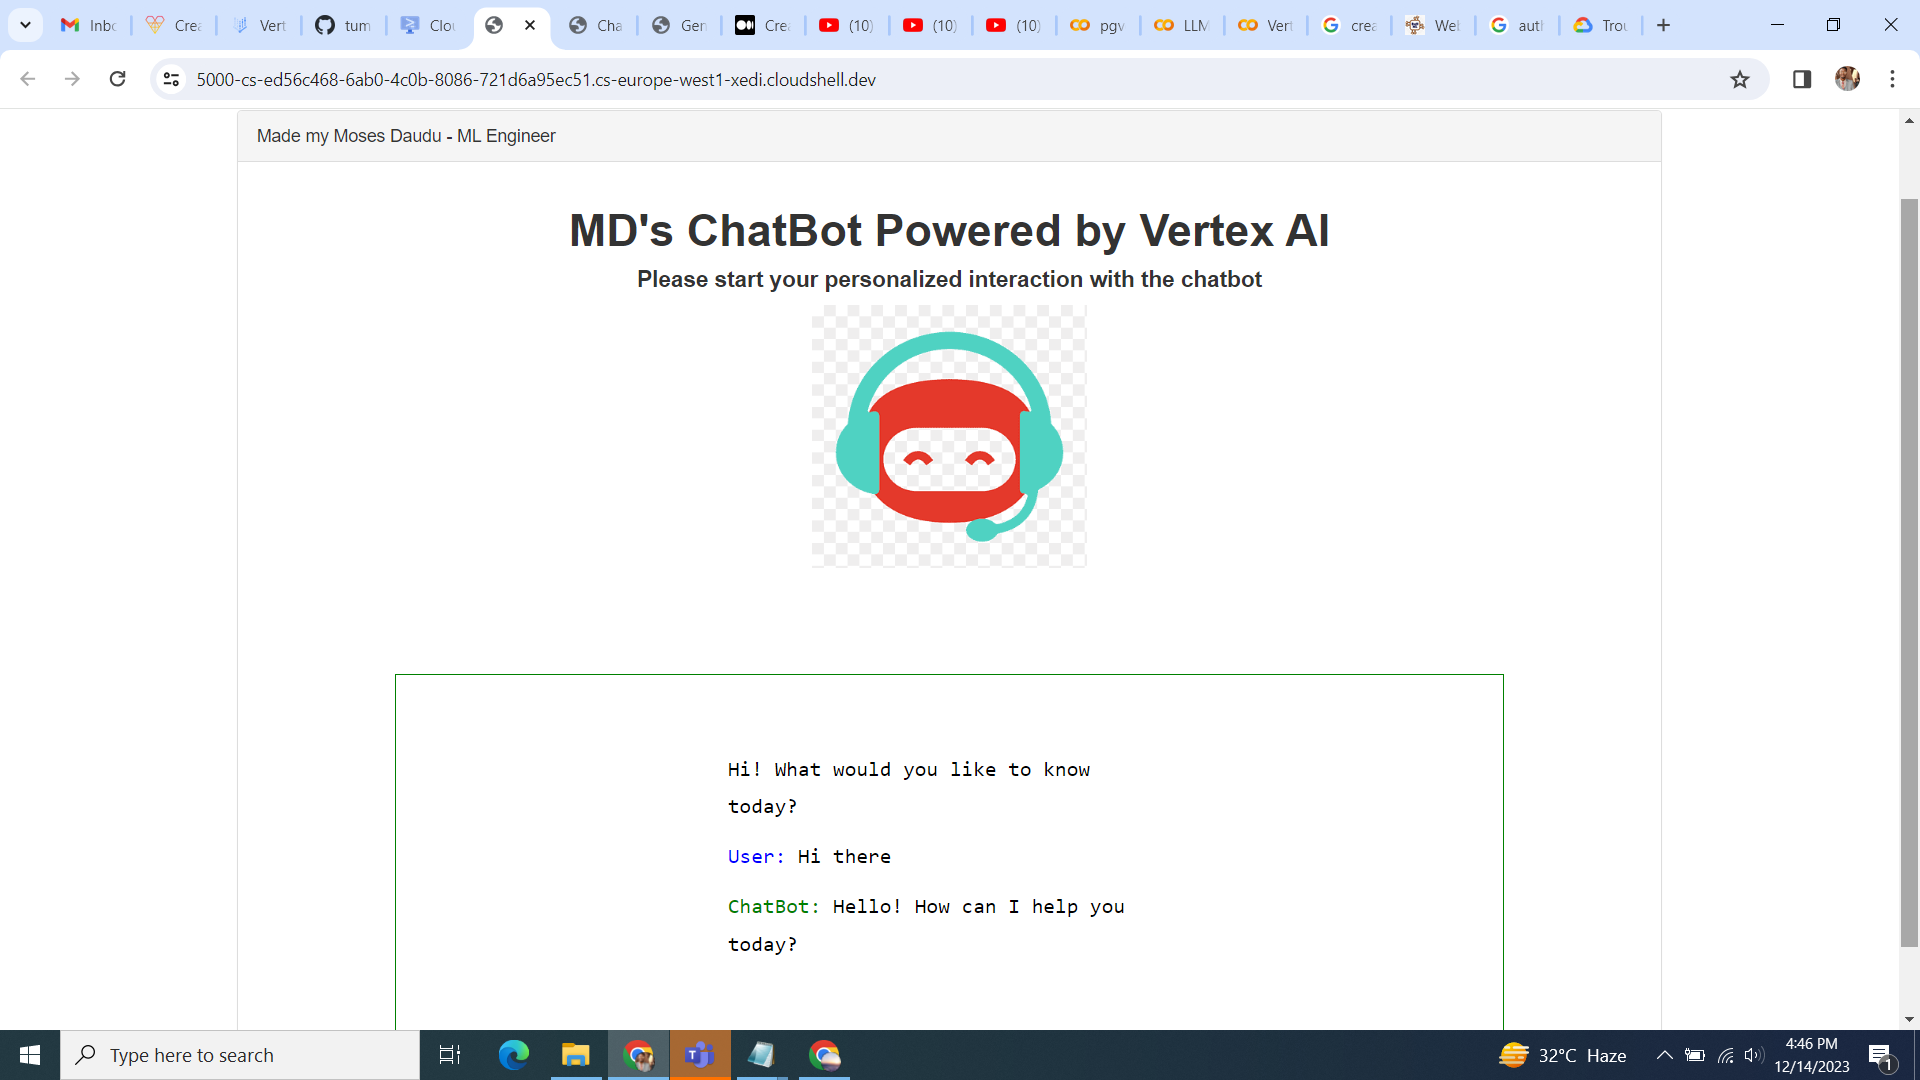 Inbc
Crea
Vert
tum
Clou
Cha
Gen
Crea
(10)
(10)
(10)
pgv
LLM
Vert
crea
Web
auth
Trou
5000-cs-ed56c468-6ab0-4c0b-8086-721d6a95ec51.cs-europe-west1-xedi.cloudshell.dev
Made my Moses Daudu - ML Engineer
MD's ChatBot Powered by Vertex AI
Please start your personalized interaction with the chatbot
Hi! What would you like to know
today?
User: Hi there
ChatBot: Hello! How can I help you
today?
Type here to search
32°C Haze
4:46 PM
12/14/2023
1